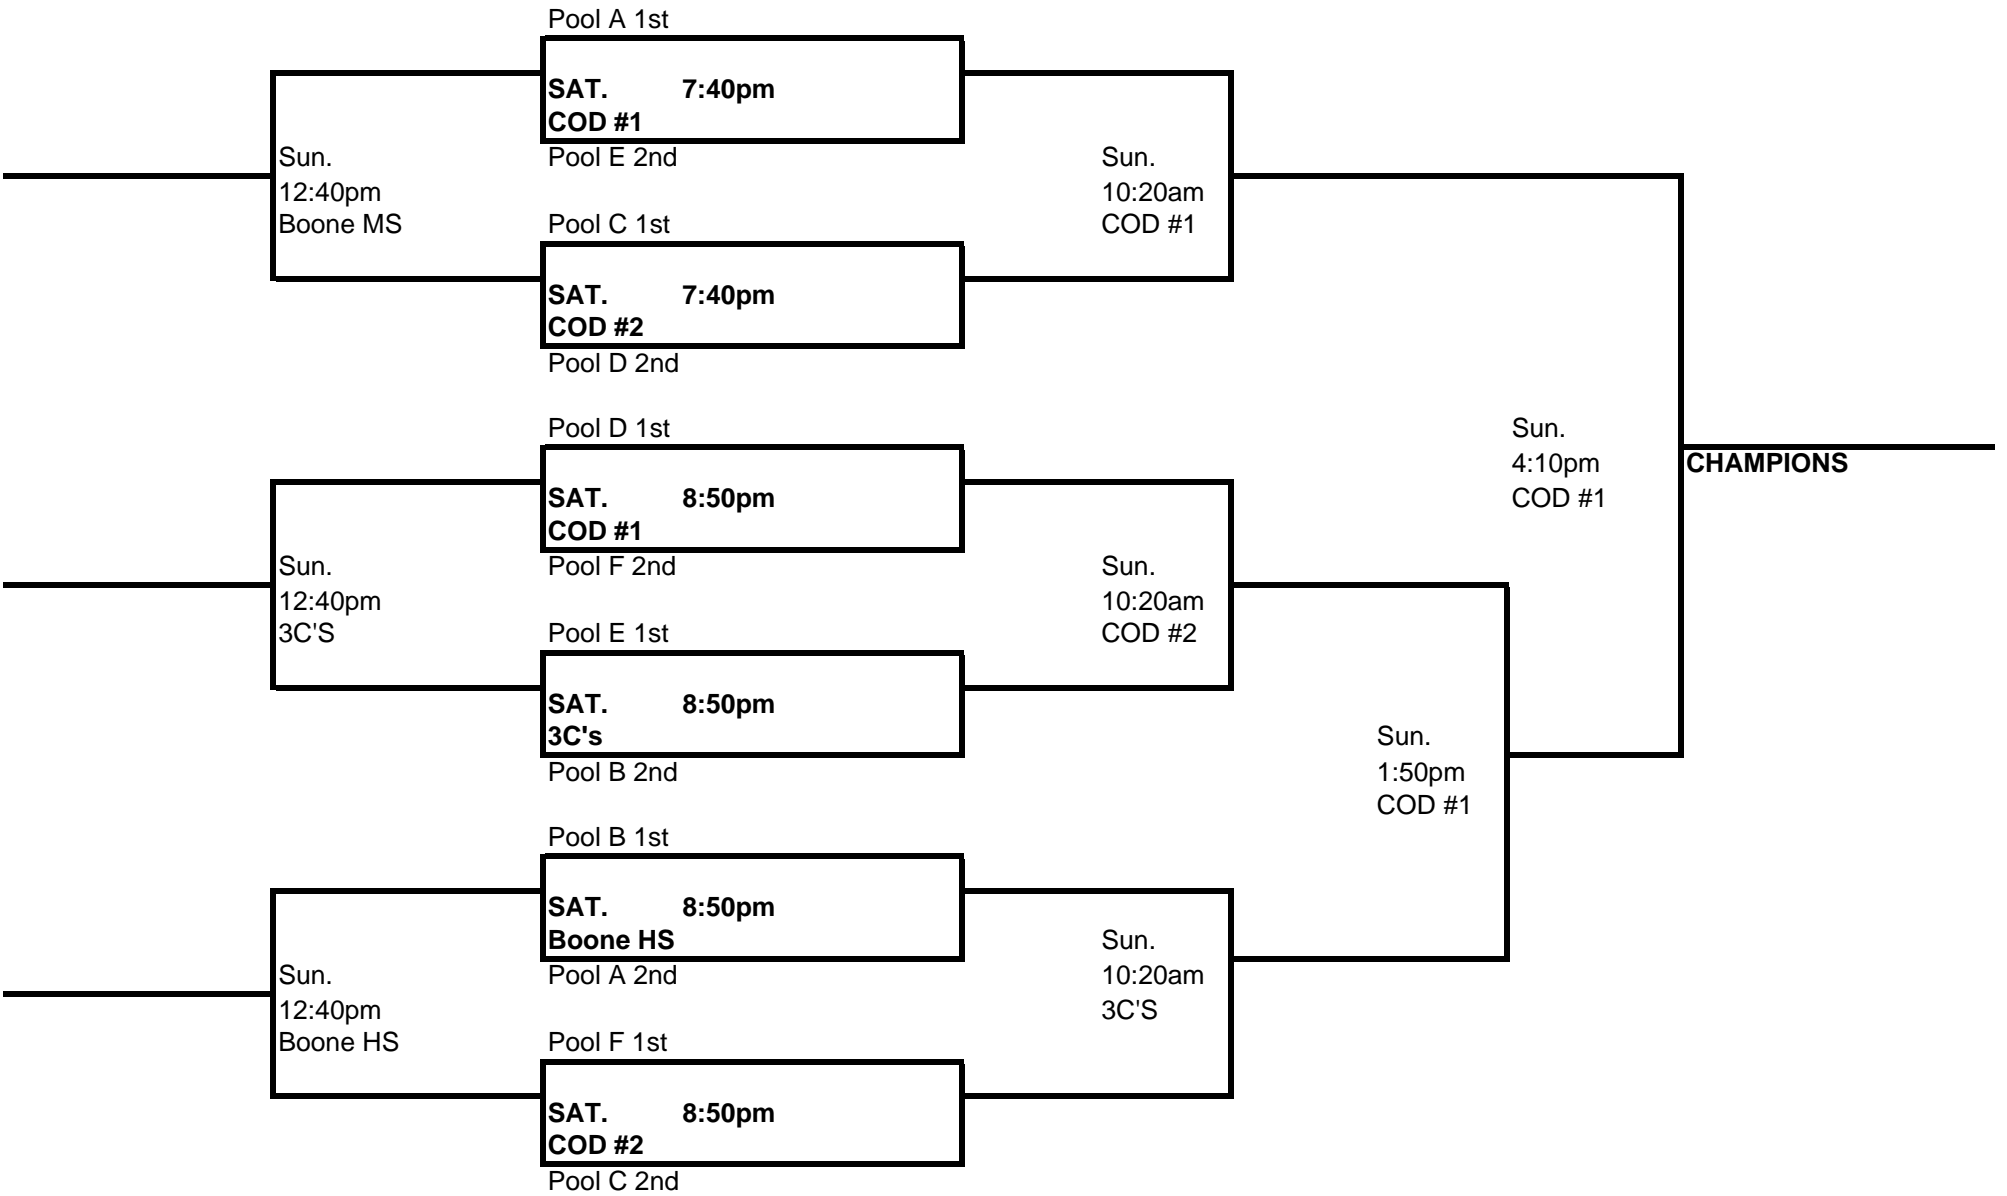 Pool A 1st
SAT. 7:40pm
COD #1
Sun. Pool E 2nd Sun.
12:40pm 10:20am
Boone MS Pool C 1st COD #1
SAT. 7:40pm
COD #2
Pool D 2nd
Pool D 1st Sun.
4:10pm CHAMPIONS
SAT. 8:50pm COD #1
COD #1
Sun. Pool F 2nd Sun.
12:40pm 10:20am
3C'S Pool E 1st COD #2
SAT. 8:50pm
3C's Sun.
Pool B 2nd 1:50pm
COD #1
Pool B 1st
SAT. 8:50pm
Boone HS Sun.
Sun. Pool A 2nd 10:20am
12:40pm 3C'S
Boone HS Pool F 1st
SAT. 8:50pm
COD #2
Pool C 2nd